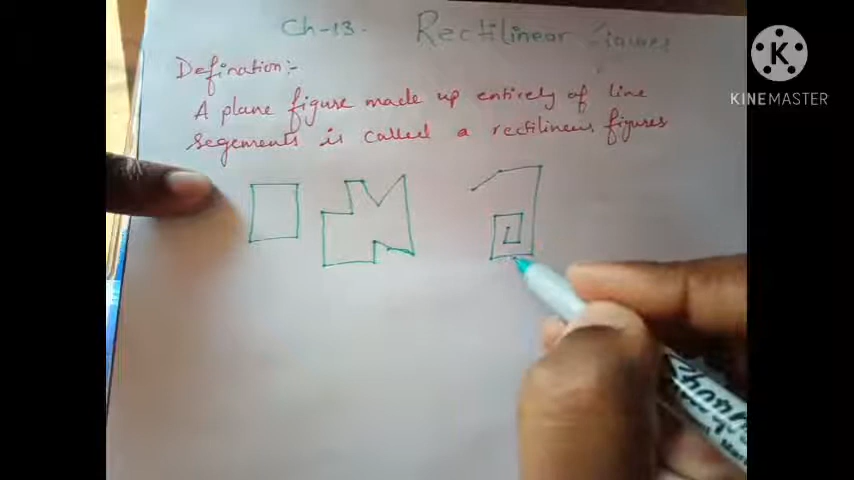 Ch-13. Rectilinear Figures
Defination:-
A plane figure made up entirely of line
segements is called a rectilinear figures
K
KINEMASTER